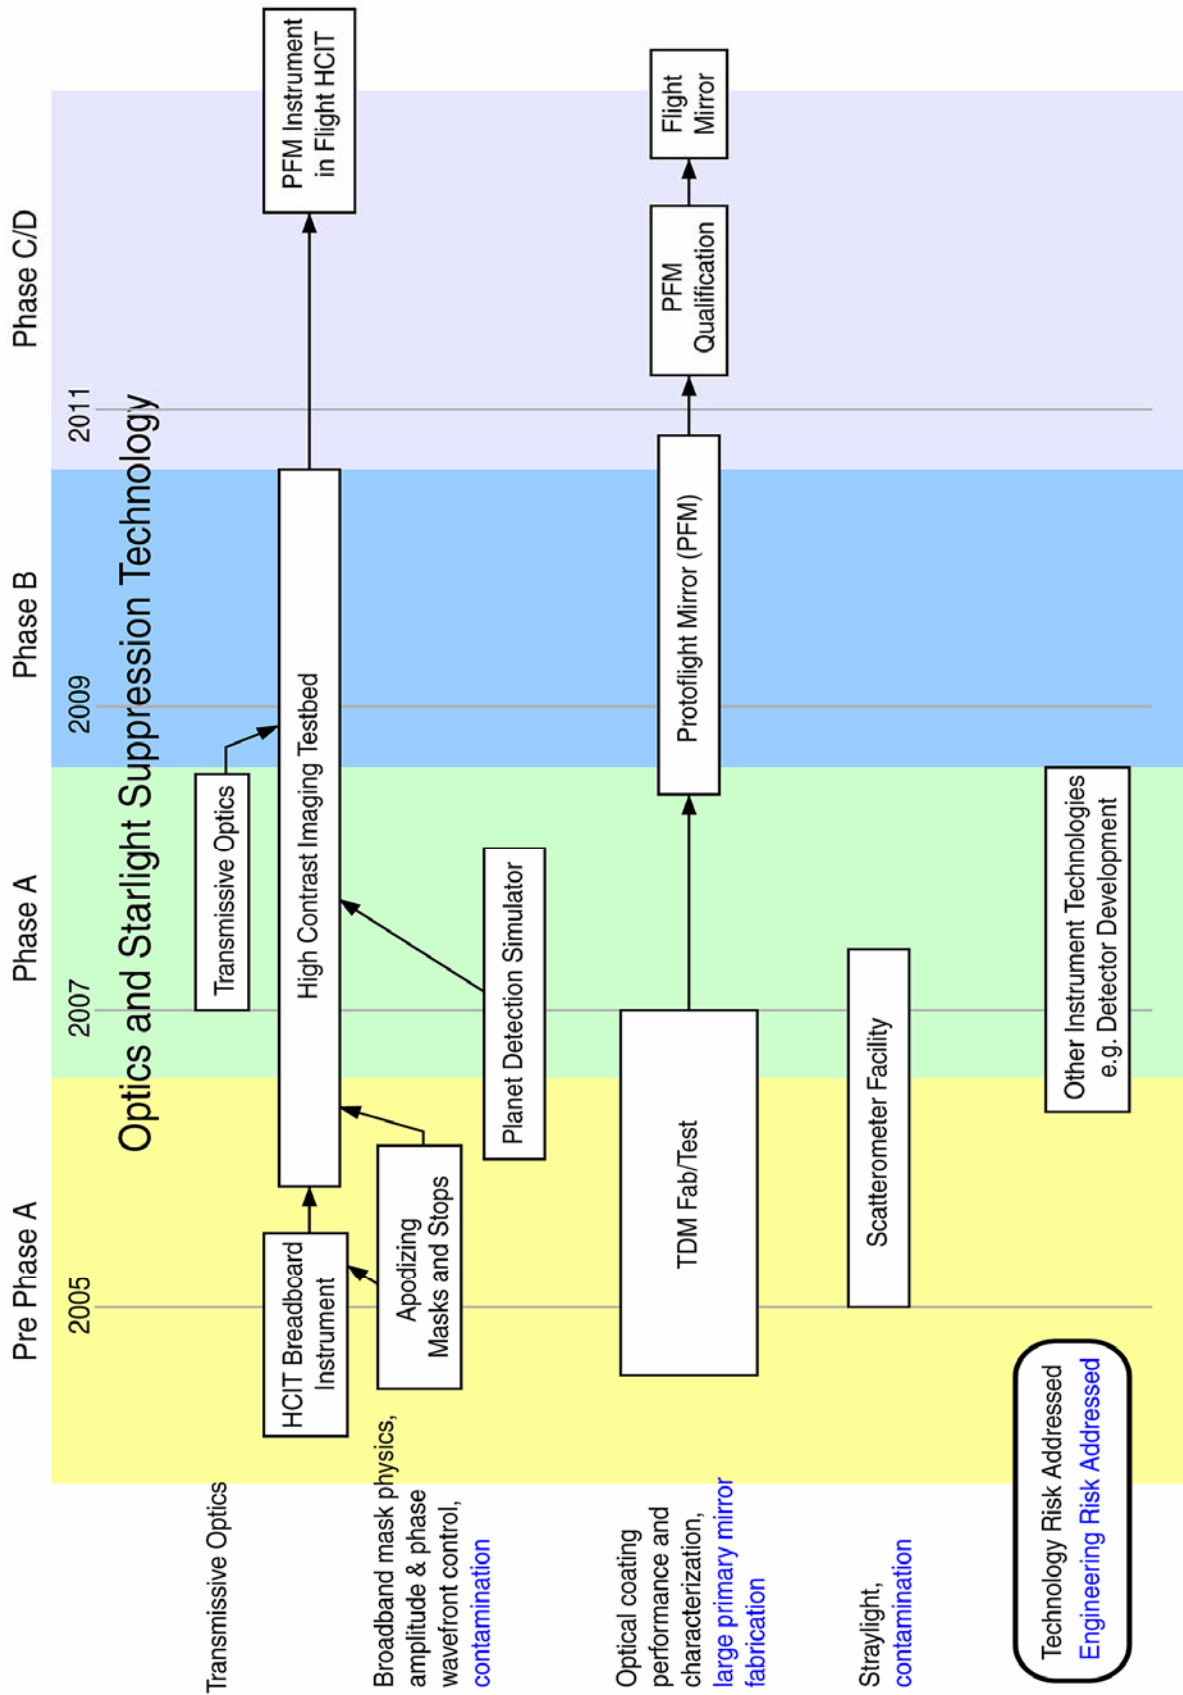 Pre Phase A
Phase A
Phase B
Phase C/D
2005
2007
2009
2011
Optics and Starlight Suppression Technology
Transmissive Optics
Transmissive Optics
HCIT Breadboard
Instrument
High Contrast Imaging Testbed
PFM Instrument
in Flight HCIT
Broadband mask physics,
amplitude & phase
wavefront control,
contamination
Apodizing
Masks and Stops
Planet Detection Simulator
Optical coating
performance and
characterization,
large primary mirror
fabrication
TDM Fab/Test
Protoflight Mirror (PFM)
PFM
Qualification
Flight
Mirror
Straylight,
contamination
Scatterometer Facility
Technology Risk Addressed
Engineering Risk Addressed
Other Instrument Technologies
e.g. Detector Development